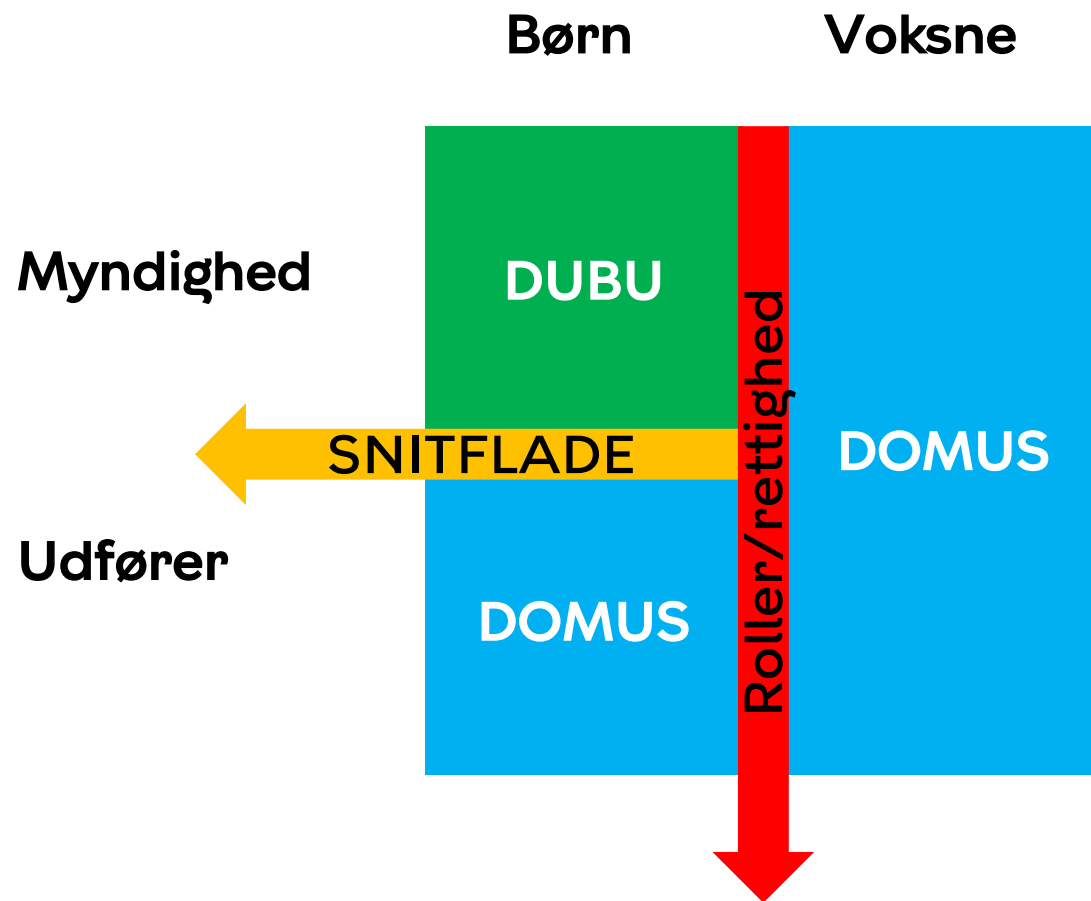 Børn
Voksne
Myndighed
DUBU
Roller/rettighed
SNITFLADE
DOMUS
Udfører
DOMUS